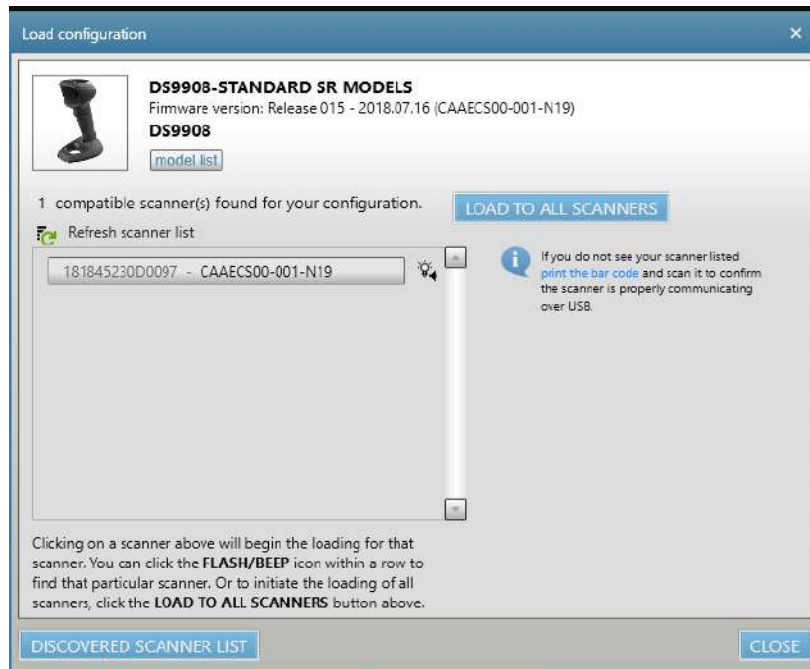 Load configuration
DS9908-STANDARD SR MODELS
Firmware version: Release 015 - 2018.07.16 (CAAECS00-001-N19)
DS9908
model list
1 compatible scanner(s) found for your configuration.
LOAD TO ALL SCANNERS
Refresh scanner list
181845230D0097 - CAAECS00-001-N19
If you do not see your scanner listed
print the bar code and scan it to confirm
the scanner is properly communicating
over USB.
Clicking on a scanner above will begin the loading for that
scanner. You can click the FLASH/BEEP icon within a row to
find that particular scanner. Or to initiate the loading of all
scanners, click the LOAD TO ALL SCANNERS button above.
DISCOVERED SCANNER LIST
CLOSE